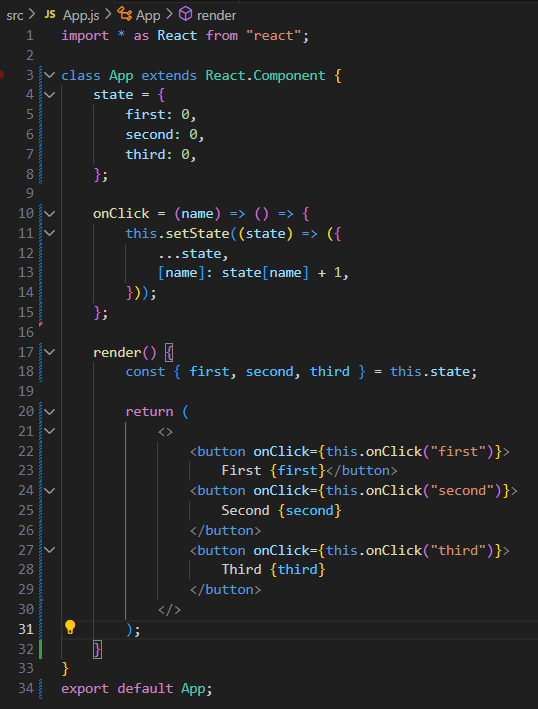 src > JS App.js > App > render
1 import * as React from "react";
2
3 class App extends React.Component {
4     state = {
5         first: 0,
6         second: 0,
7         third: 0,
8     };
9
10     onClick = (name) => () => {
11         this.setState((state) => ({
12             ...state,
13             [name]: state[name] + 1,
14         }));
15     };
16
17     render() {
18         const { first, second, third } = this.state;
19
20         return (
21             <>
22                 <button onClick={this.onClick("first")}>
23                     First {first}</button>
24                 <button onClick={this.onClick("second")}>
25                     Second {second}
26                 </button>
27                 <button onClick={this.onClick("third")}>
28                     Third {third}
29                 </button>
30             </>
31         );
32     }
33 }
34 export default App;